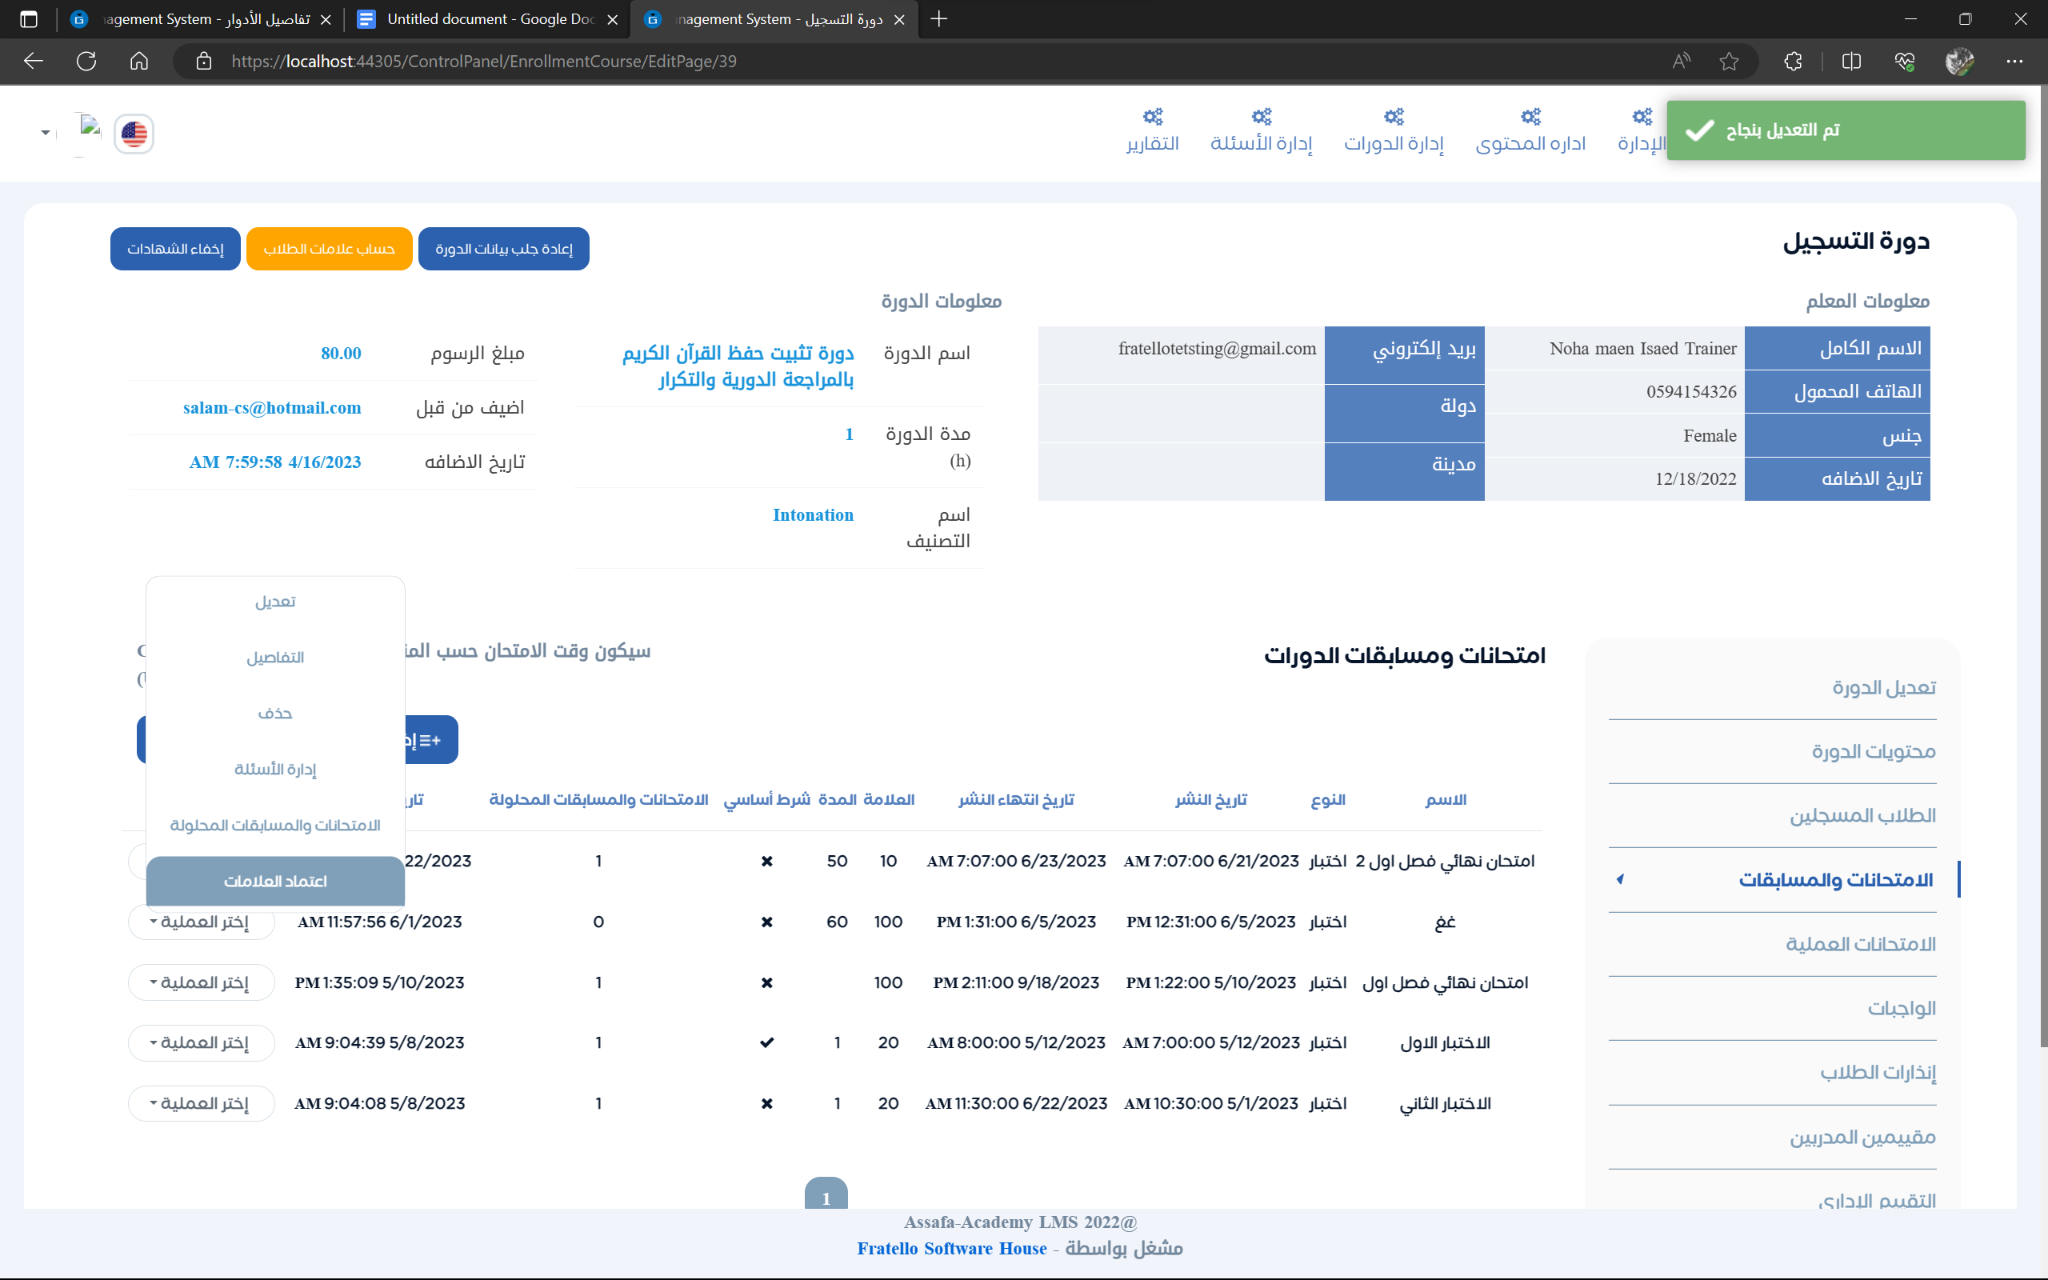 nagement System - تفاصيل الأدوار
Untitled document - Google Doc
nagement System - دورة التسجيل
https://localhost:44305/ControlPanel/EnrollmentCourse/EditPage/39
تم التعديل بنجاح
الإدارة
اداره المحتوى
إدارة الدورات
إدارة الأسئلة
التقارير
دورة التسجيل
إعادة جلب بيانات الدورة
حساب علامات الطلاب
إخفاء الشهادات
معلومات المعلم
الاسم الكامل Noha maen Isaed Trainer
الهاتف المحمول 0594154326
جنس Female
تاريخ الاضافه 12/18/2022
بريد إلكتروني fratellotetsting@gmail.com
دولة
مدينة
معلومات الدورة
اسم الدورة دورة تثبيت حفظ القرآن الكريم
بالمراجعة الدورية والتكرار
مدة الدورة 1
(h)
اسم Intonation
التصنيف
مبلغ الرسوم 80.00
اضيف من قبل salam-cs@hotmail.com
تاريخ الاضافه AM 7:59:58 4/16/2023
تعديل الدورة
محتويات الدورة
الطلاب المسجلين
الامتحانات والمسابقات
الامتحانات العملية
الواجبات
إنذارات الطلاب
مقييمين المدربين
التقييم الإداري
امتحانات ومسابقات الدورات
سيكون وقت الامتحان حسب
تعديل
التفاصيل
حذف
إدارة الأسئلة
الامتحانات والمسابقات المحلولة
اعتماد العلامات
الاسم النوع تاريخ النشر تاريخ انتهاء النشر العلامة المدة شرط أساسي الامتحانات والمسابقات المحلولة
امتحان نهائي فصل اول 2 اختبار AM 7:07:00 6/21/2023 AM 7:07:00 6/23/2023 10 50 1 22/2023
غغ اختبار PM 12:31:00 6/5/2023 PM 1:31:00 6/5/2023 100 60 0 AM 11:57:56 6/1/2023 إختر العملية
امتحان نهائي فصل اول اختبار PM 1:22:00 5/10/2023 PM 2:11:00 9/18/2023 100 1 PM 1:35:09 5/10/2023 إختر العملية
الاختبار الاول اختبار AM 7:00:00 5/12/2023 AM 8:00:00 5/12/2023 20 1 1 AM 9:04:39 5/8/2023 إختر العملية
الاختبار الثاني اختبار AM 10:30:00 5/1/2023 AM 11:30:00 6/22/2023 20 1 1 AM 9:04:08 5/8/2023 إختر العملية
1
Assafa-Academy LMS 2022@
مشغل بواسطة - Fratello Software House